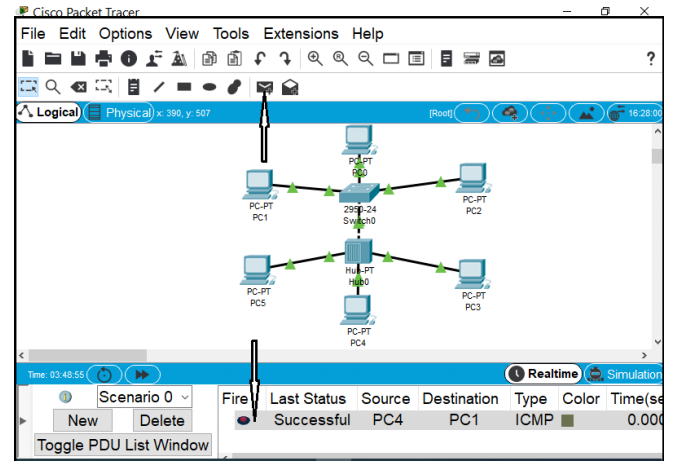 Cisco Packet Tracer
File Edit Options View Tools Extensions Help
?
Logical Physical x: 390, y: 507 [Root] 16:28:00
PC-PT
PC0
PC-PT
PC1
2950-24
Switch0
PC-PT
PC2
Hub-PT
Hub0
PC-PT
PC5
PC-PT
PC3
PC-PT
PC4
Time: 03:48:55 Realtime Simulation
Scenario 0
Fire Last Status Source Destination Type Color Time(se
Successful PC4 PC1 ICMP 0.000
New Delete
Toggle PDU List Window